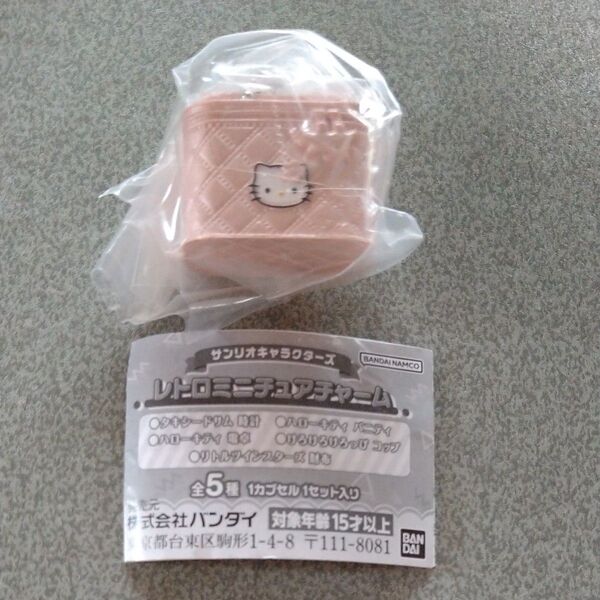 サンリオキャラクターズ
BANDAI NAMCO
レトロミニチュアチャーム
●タキシードサム 時計 ●ハローキティ バニティ
●ハローキティ 電卓 ●けろけろけろっぴ コップ
●リトルツインスターズ 財布
全5種 1カプセル1セット入り
売元
株式会社バンダイ 対象年齢15才以上
東京都台東区駒形1-4-8 〒111-8081
BAN
DAI